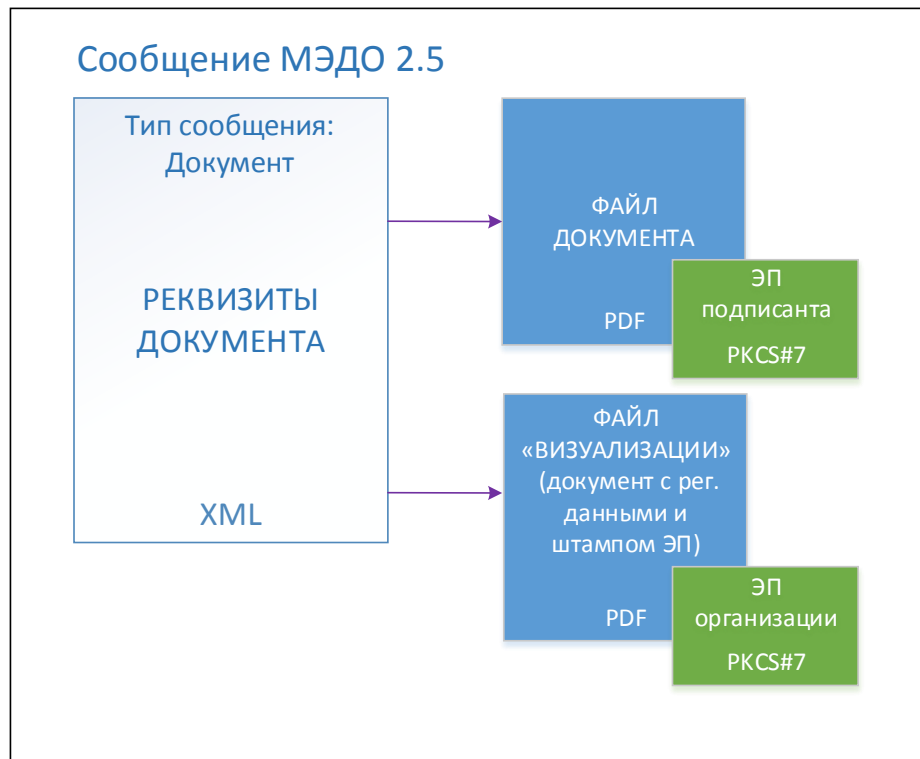 Сообщение МЭДО 2.5
Тип сообщения:
Документ
РЕКВИЗИТЫ
ДОКУМЕНТА
XML
ФАЙЛ
ДОКУМЕНТА
PDF
ЭП
подписанта
PKCS#7
ФАЙЛ
«ВИЗУАЛИЗАЦИИ»
(документ с рег.
данными и
штампом ЭП)
PDF
ЭП
организации
PKCS#7